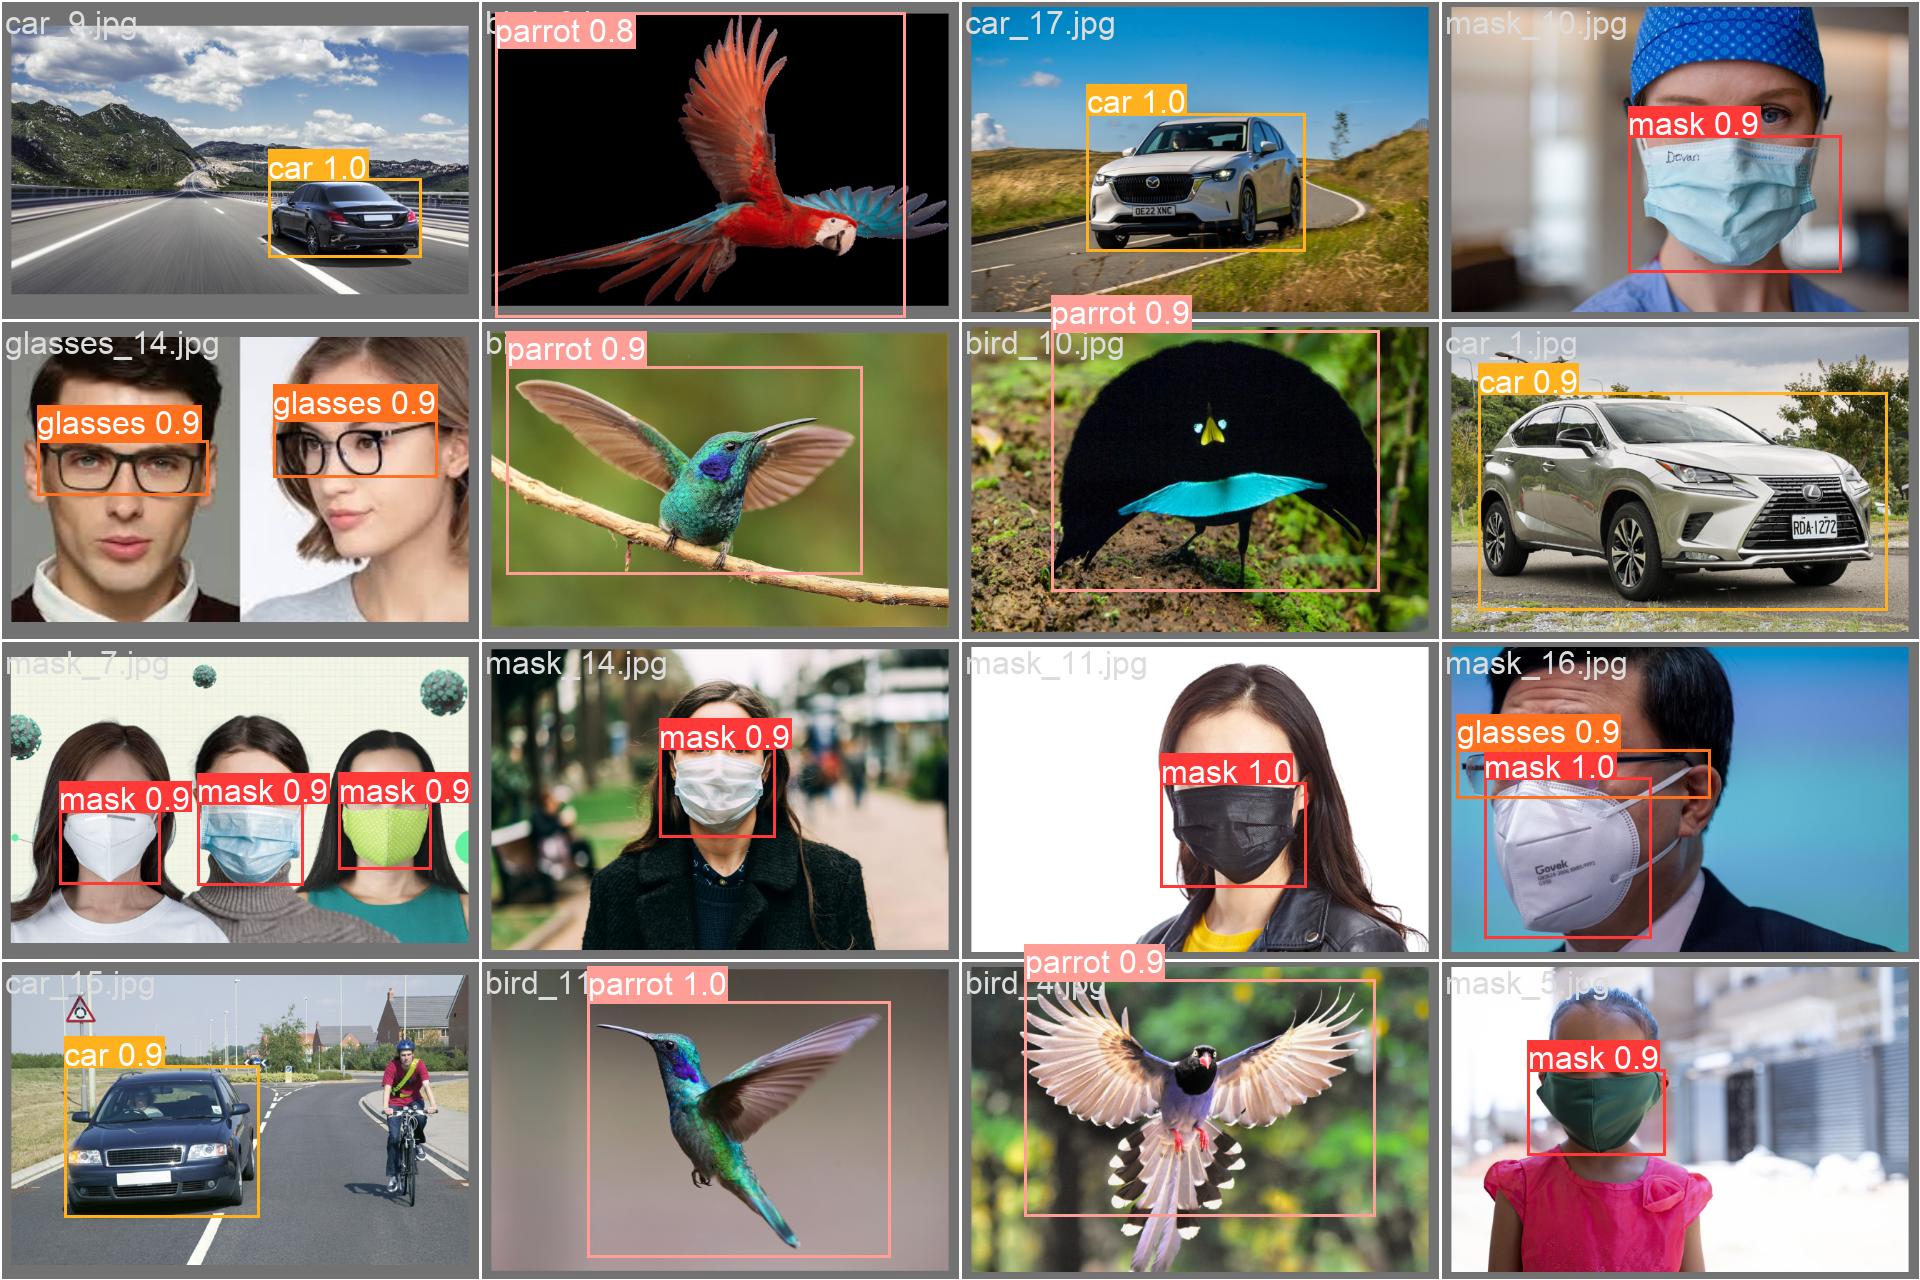 car_9.jpg
car 1.0
parrot 0.8
car_17.jpg
car 1.0
OE22 XNC
mask_10.jpg
mask 0.9
Devan
glasses_14.jpg
glasses 0.9
glasses 0.9
parrot 0.9
bird_10.jpg
parrot 0.9
car_1.jpg
car 0.9
RDA-1272
mask_7.jpg
mask 0.9
mask 0.9
mask 0.9
mask_14.jpg
mask 0.9
mask_11.jpg
mask 1.0
mask_16.jpg
glasses 0.9
mask 1.0
Govek
car_15.jpg
car 0.9
bird_11
parrot 1.0
bird_4.jpg
parrot 0.9
mask_5.jpg
mask 0.9